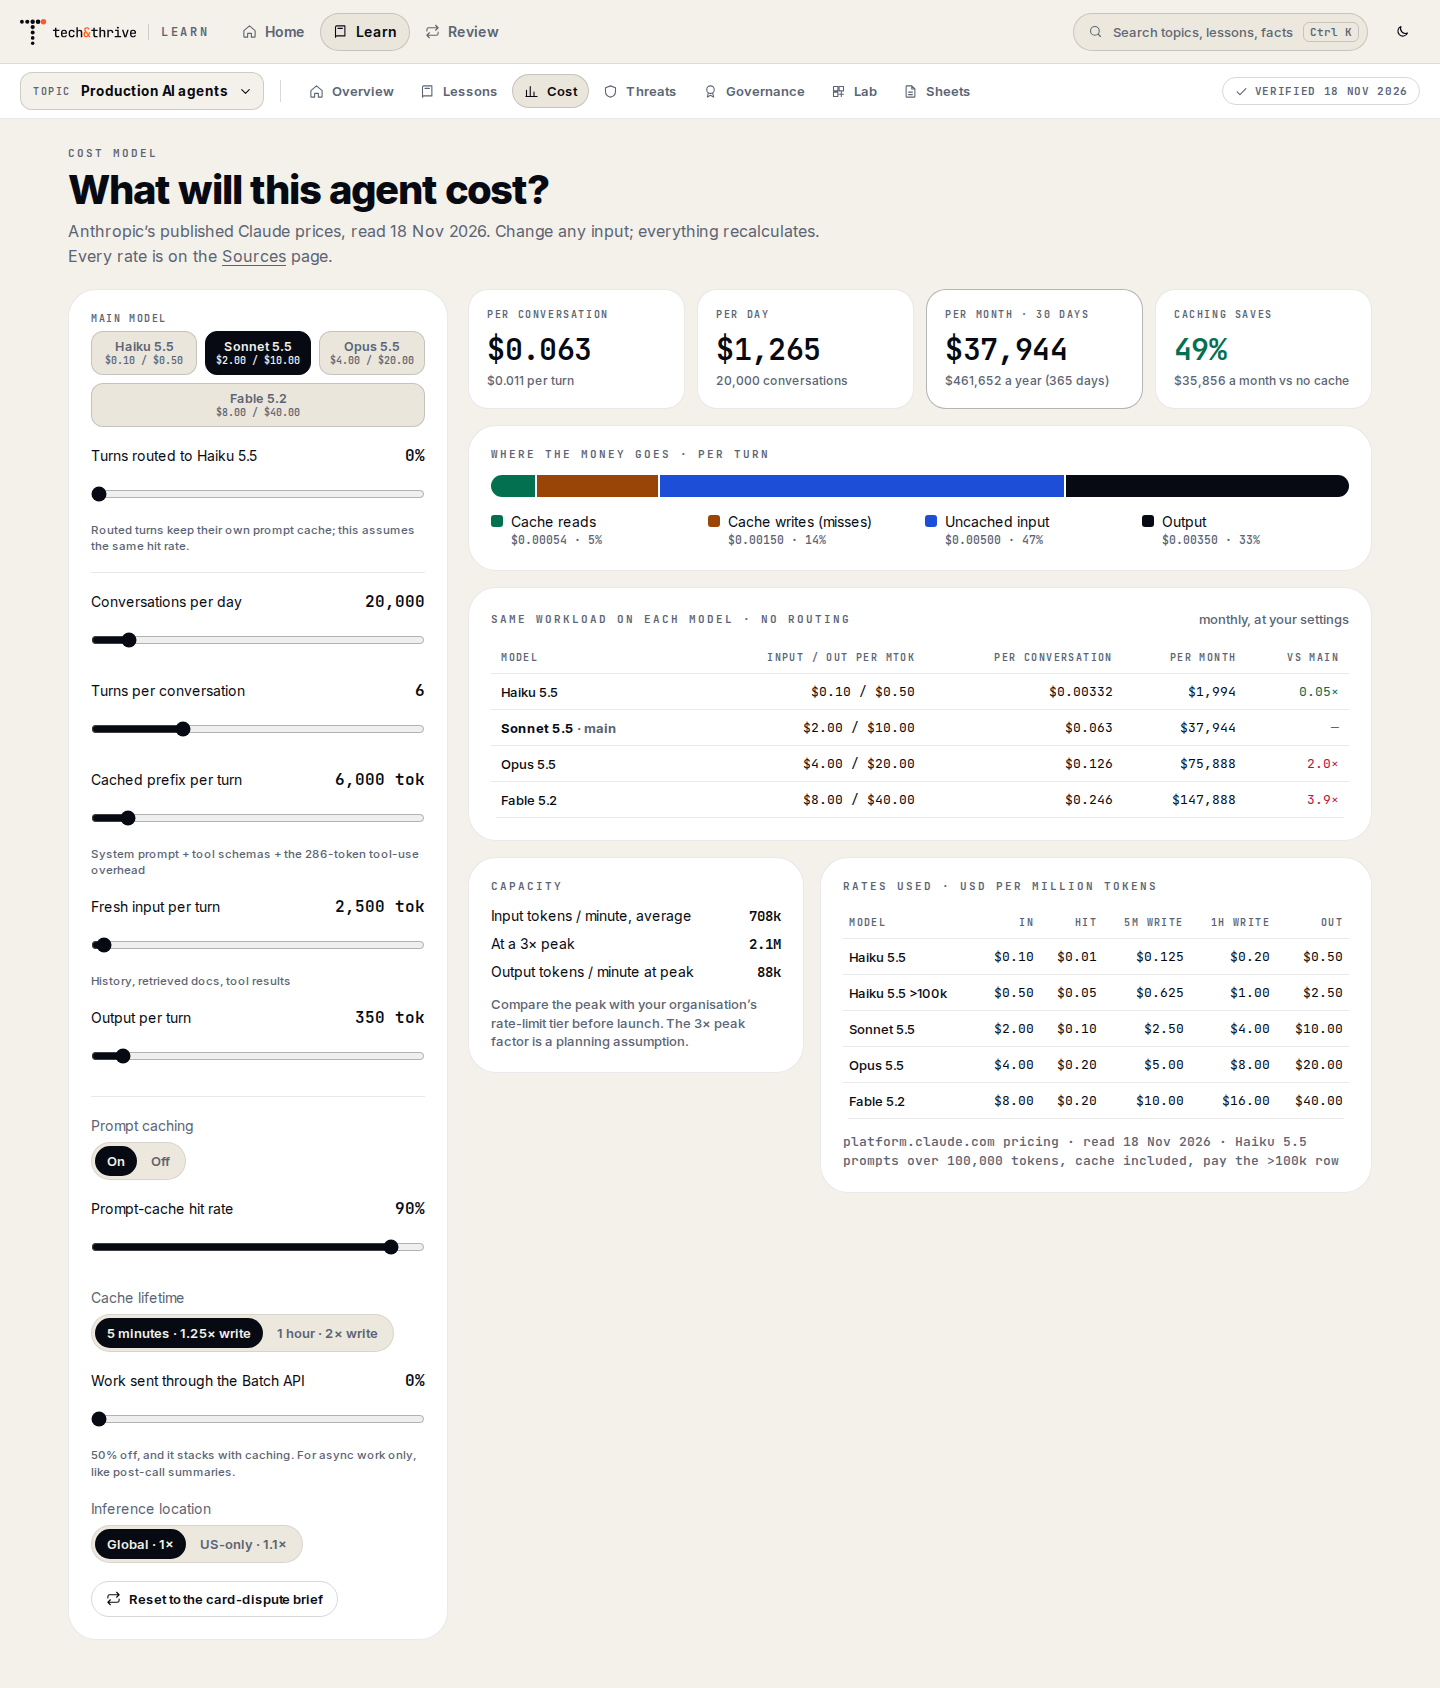 tech&thrive
LEARN
Home
Learn
Review
Search topics, lessons, facts
Ctrl K
TOPIC
Production AI agents
Overview
Lessons
Cost
Threats
Governance
Lab
Sheets
VERIFIED 18 NOV 2026
COST MODEL
What will this agent cost?
Anthropic's published Claude prices, read 18 Nov 2026. Change any input; everything recalculates.
Every rate is on the Sources page.
MAIN MODEL
Haiku 5.5
$0.10 / $0.50
Sonnet 5.5
$2.00 / $10.00
Opus 5.5
$4.00 / $20.00
Fable 5.2
$8.00 / $40.00
Turns routed to Haiku 5.5 0%
Routed turns keep their own prompt cache; this assumes
the same hit rate.
Conversations per day 20,000
Turns per conversation 6
Cached prefix per turn 6,000 tok
System prompt + tool schemas + the 286-token tool-use
overhead
Fresh input per turn 2,500 tok
History, retrieved docs, tool results
Output per turn 350 tok
Prompt caching
On Off
Prompt-cache hit rate 90%
Cache lifetime
5 minutes · 1.25× write 1 hour · 2× write
Work sent through the Batch API 0%
50% off, and it stacks with caching. For async work only,
like post-call summaries.
Inference location
Global · 1× US-only · 1.1×
Reset to the card-dispute brief
PER CONVERSATION
$0.063
$0.011 per turn
PER DAY
$1,265
20,000 conversations
PER MONTH · 30 DAYS
$37,944
$461,652 a year (365 days)
CACHING SAVES
49%
$35,856 a month vs no cache
WHERE THE MONEY GOES · PER TURN
Cache reads
$0.00054 · 5%
Cache writes (misses)
$0.00150 · 14%
Uncached input
$0.00500 · 47%
Output
$0.00350 · 33%
SAME WORKLOAD ON EACH MODEL · NO ROUTING monthly, at your settings
MODEL INPUT / OUT PER MTOK PER CONVERSATION PER MONTH VS MAIN
Haiku 5.5 $0.10 / $0.50 $0.00332 $1,994 0.05×
Sonnet 5.5 · main $2.00 / $10.00 $0.063 $37,944 —
Opus 5.5 $4.00 / $20.00 $0.126 $75,888 2.0×
Fable 5.2 $8.00 / $40.00 $0.246 $147,888 3.9×
CAPACITY
Input tokens / minute, average 708k
At a 3× peak 2.1M
Output tokens / minute at peak 88k
Compare the peak with your organisation's
rate-limit tier before launch. The 3× peak
factor is a planning assumption.
RATES USED · USD PER MILLION TOKENS
MODEL IN HIT 5M WRITE 1H WRITE OUT
Haiku 5.5 $0.10 $0.01 $0.125 $0.20 $0.50
Haiku 5.5 >100k $0.50 $0.05 $0.625 $1.00 $2.50
Sonnet 5.5 $2.00 $0.10 $2.50 $4.00 $10.00
Opus 5.5 $4.00 $0.20 $5.00 $8.00 $20.00
Fable 5.2 $8.00 $0.20 $10.00 $16.00 $40.00
platform.claude.com pricing · read 18 Nov 2026 · Haiku 5.5
prompts over 100,000 tokens, cache included, pay the >100k row